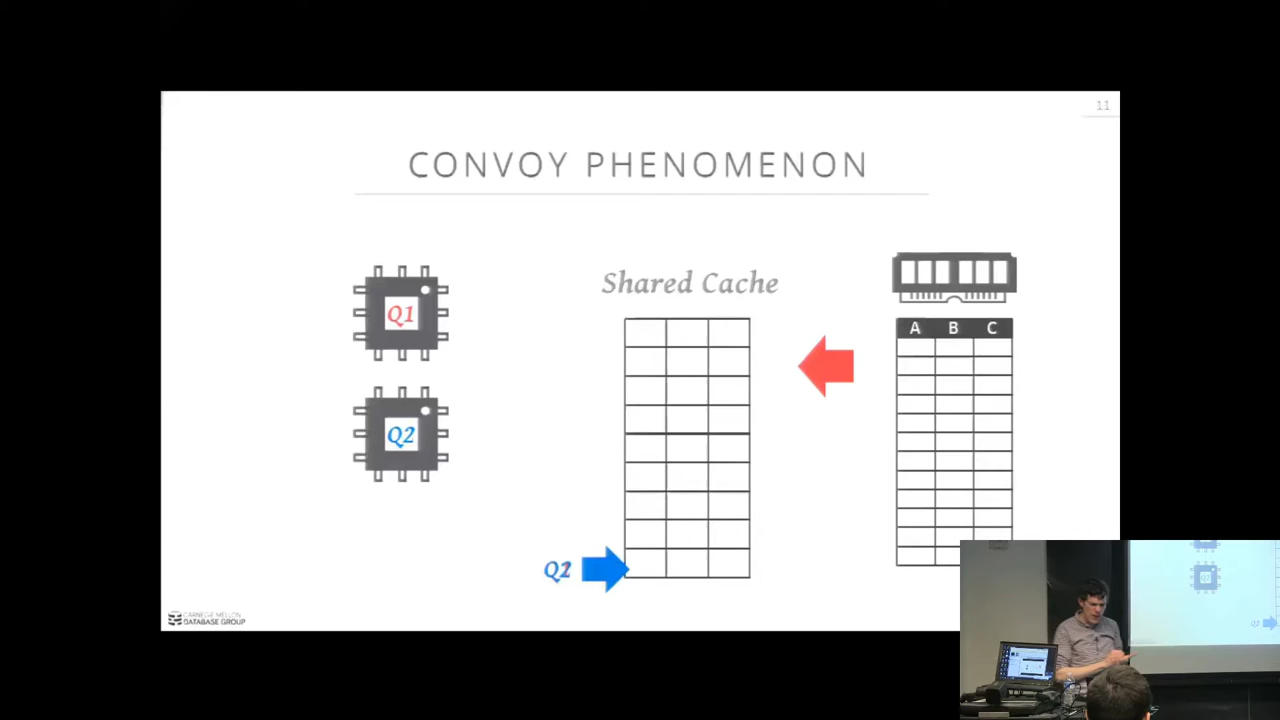 11
CONVOY PHENOMENON
Shared Cache
Q1
A B C
Q2
Q2
CARNEGIE MELLON
DATABASE GROUP